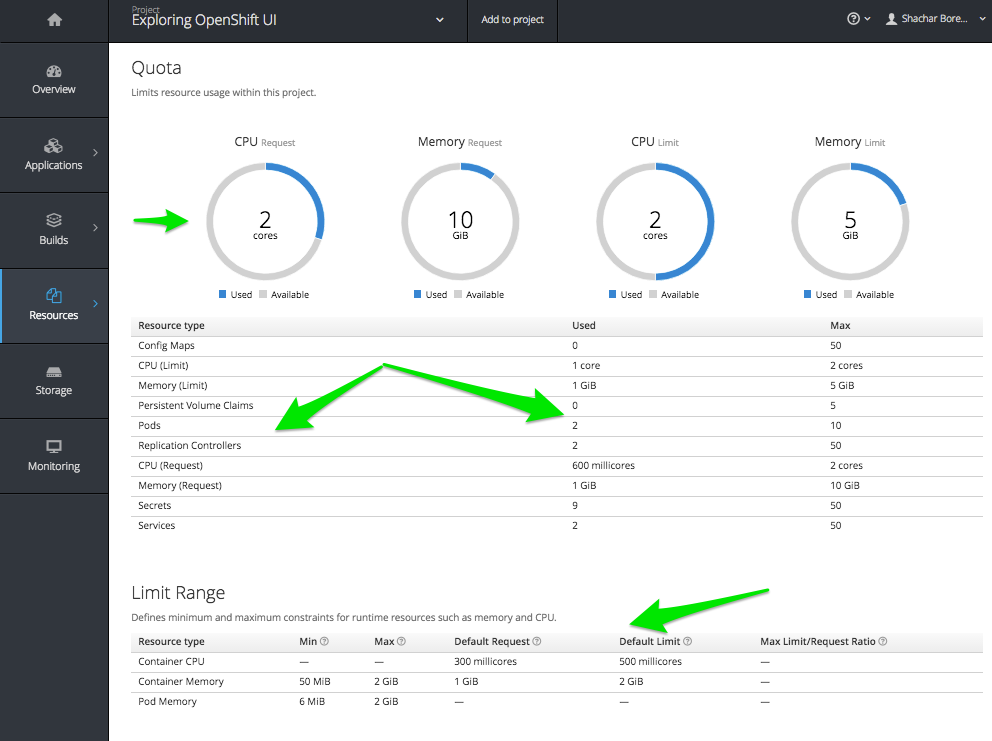 Project
Exploring OpenShift UI
Add to project
Shachar Bore...
Overview
Applications
Builds
Resources
Storage
Monitoring
Quota
Limits resource usage within this project.
CPU Request Memory Request CPU Limit Memory Limit
2 10 2 5
cores GiB cores GiB
Used Available Used Available Used Available Used Available
Resource type Used Max
Config Maps 0 50
CPU (Limit) 1 core 2 cores
Memory (Limit) 1 GiB 5 GiB
Persistent Volume Claims 0 5
Pods 2 10
Replication Controllers 2 50
CPU (Request) 600 millicores 2 cores
Memory (Request) 1 GiB 10 GiB
Secrets 9 50
Services 2 50
Limit Range
Defines minimum and maximum constraints for runtime resources such as memory and CPU.
Resource type Min Max Default Request Default Limit Max Limit/Request Ratio
Container CPU — — 300 millicores 500 millicores —
Container Memory 50 MiB 2 GiB 1 GiB 2 GiB —
Pod Memory 6 MiB 2 GiB — — —